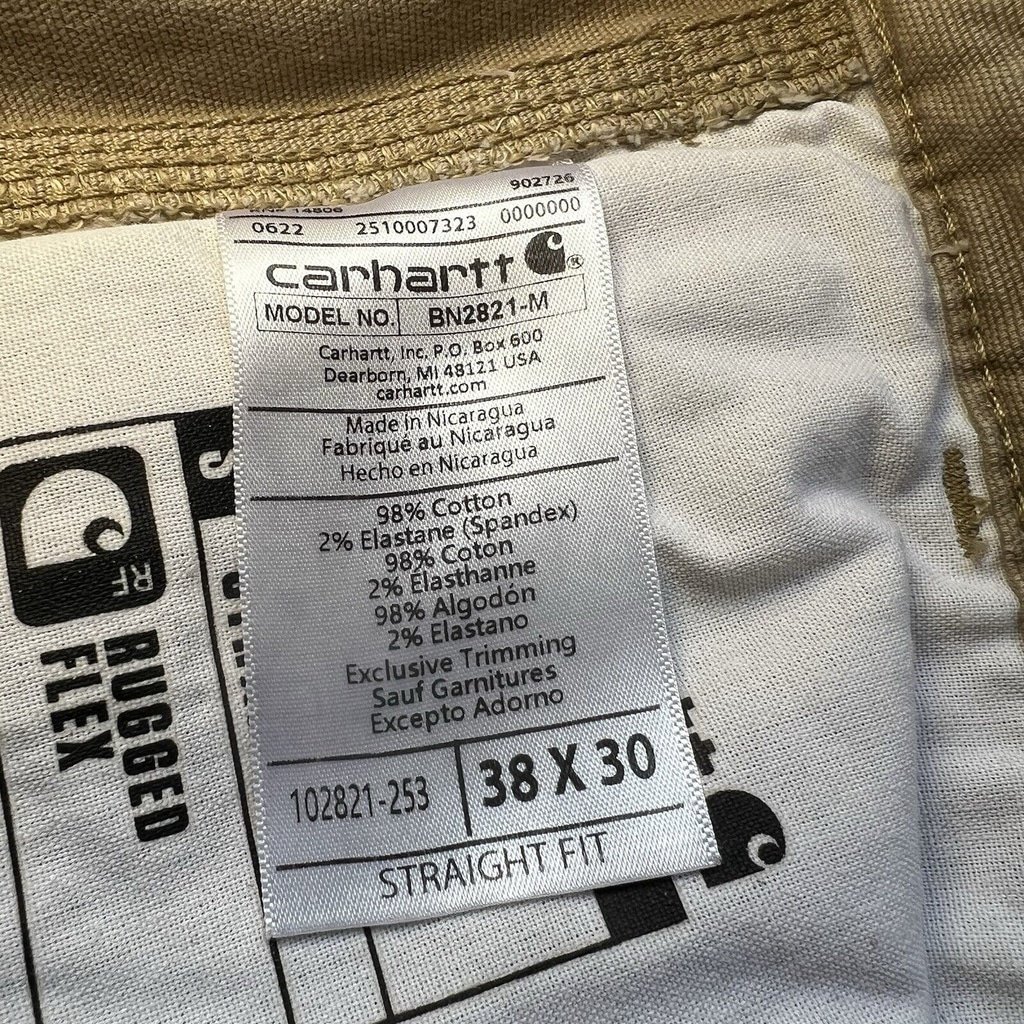 902726
14806
0622 2510007323 0000000
carhartt ®
MODEL NO. BN2821-M
Carhartt, Inc. P.O. Box 600
Dearborn, MI 48121 USA
carhartt.com
Made in Nicaragua
Fabriqué au Nicaragua
Hecho en Nicaragua
98% Cotton
2% Elastane (Spandex)
98% Coton
2% Élasthanne
98% Algodón
2% Elastano
Exclusive Trimming
Sauf Garnitures
Excepto Adorno
102821-253 38 X 30
STRAIGHT FIT
RF
RUGGED
FLEX